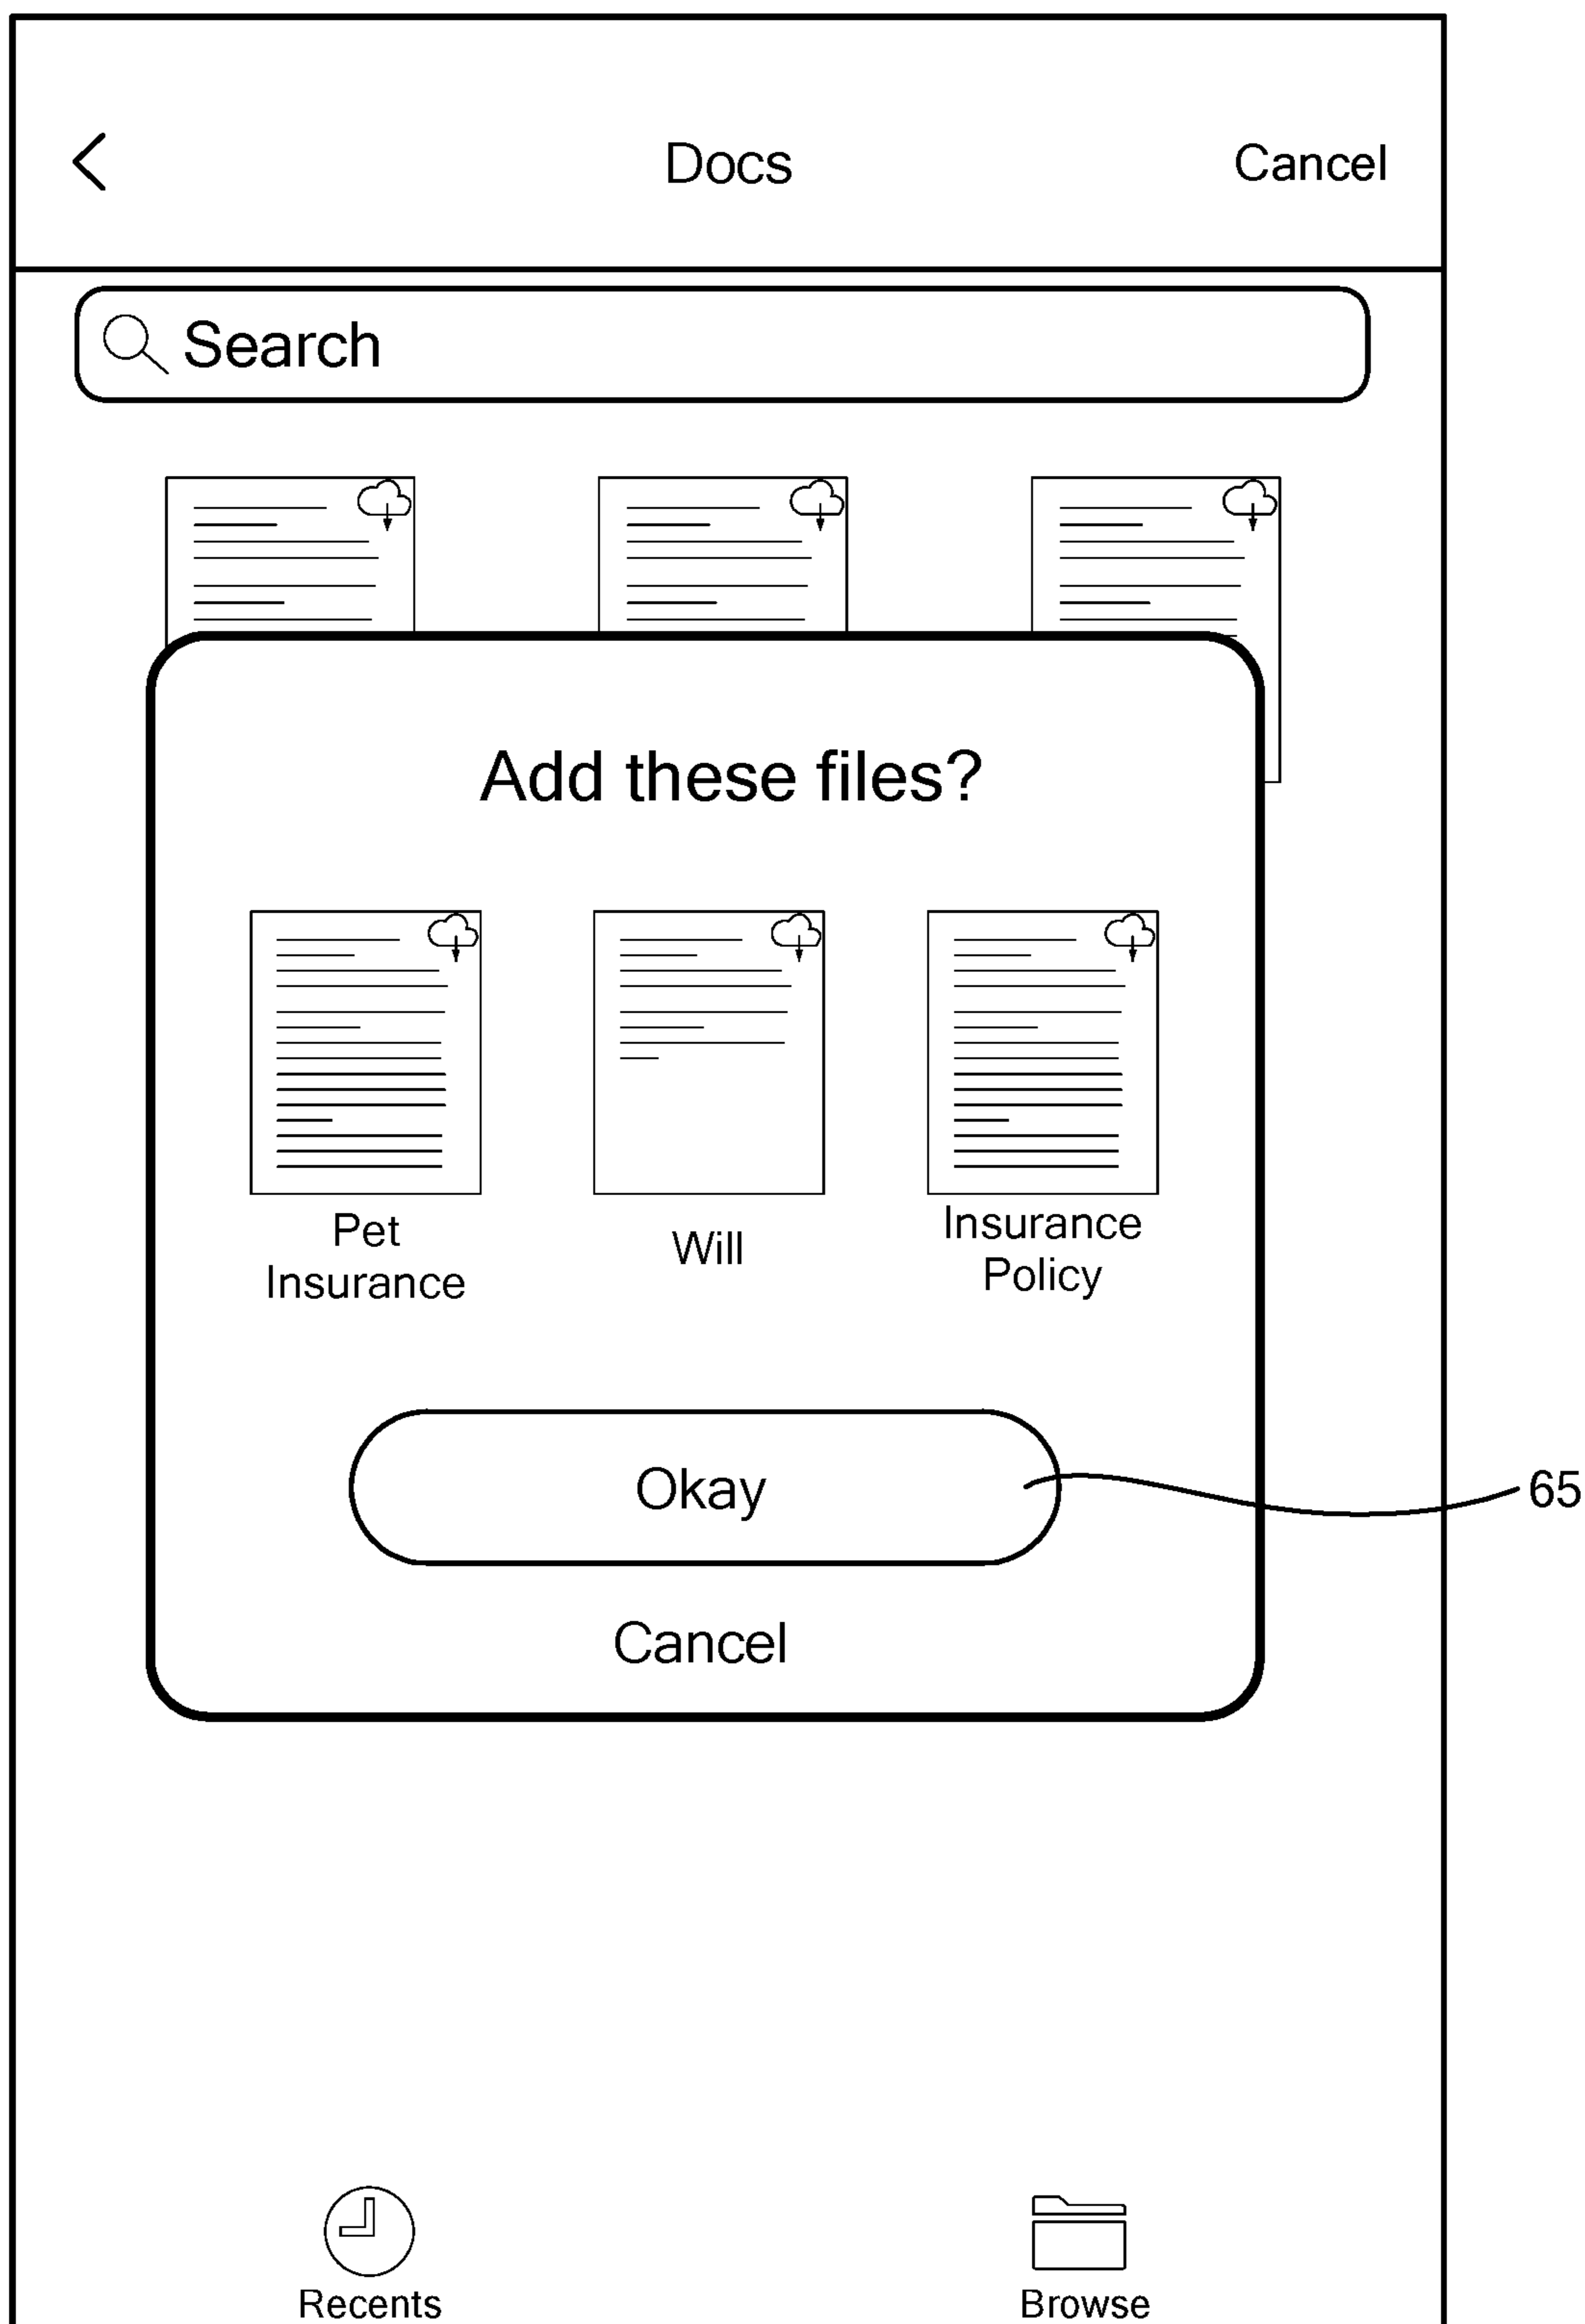 Docs
Cancel
Search
Add these files?
Pet
Insurance
Will
Insurance
Policy
Okay
65
Cancel
Recents
Browse